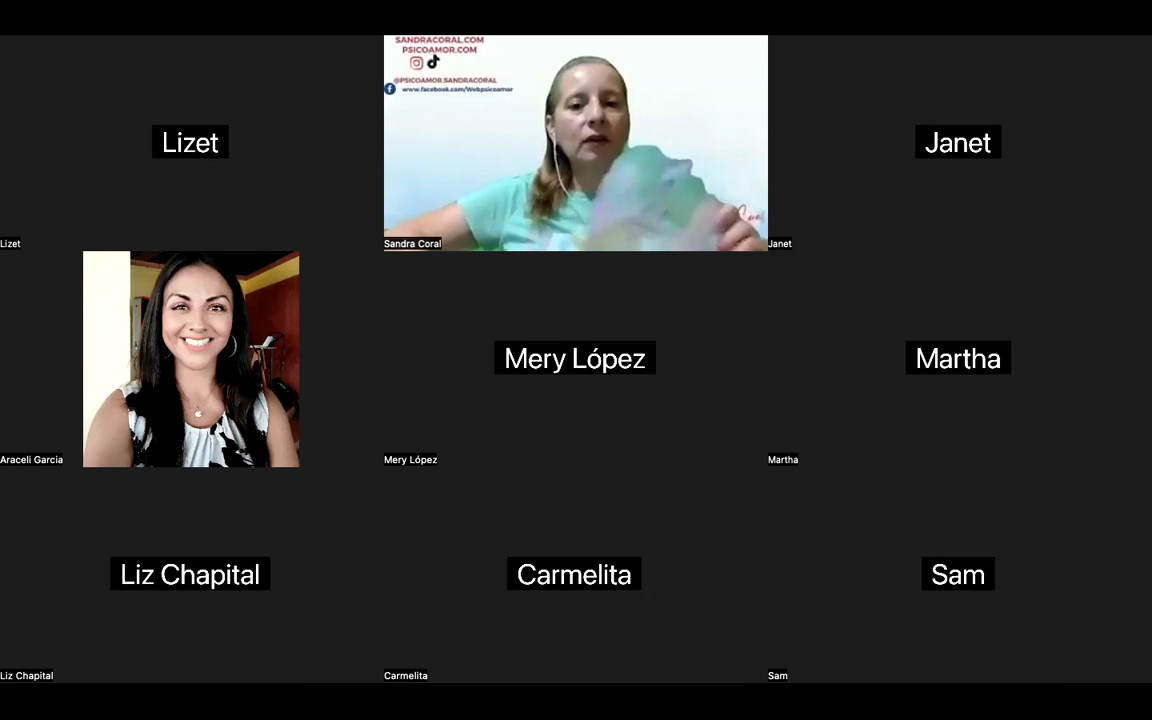 Lizet
Lizet
SANDRACORAL.COM
PSICOAMOR.COM
@PSICOAMOR.SANDRACORAL
www.facebook.com/Webpsicoamor
Sandra Coral
Janet
Janet
Araceli Garcia
Mery López
Mery López
Martha
Martha
Liz Chapital
Liz Chapital
Carmelita
Carmelita
Sam
Sam